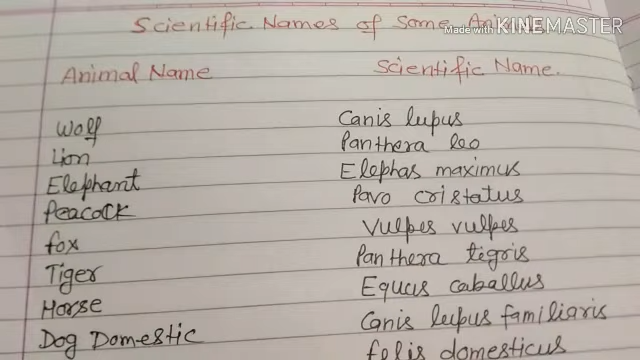 Scientific Names of Some
Made with KINEMASTER
Animal Name Scientific Name.
Wolf Canis lupus
Lion Panthera leo
Elephant Elephas maximus
Peacock Pavo cristatus
fox Vulpes vulpes
Tiger Panthera tigris
Horse Equus caballus
Dog Domestic Canis lupus familiaris
felis domesticus